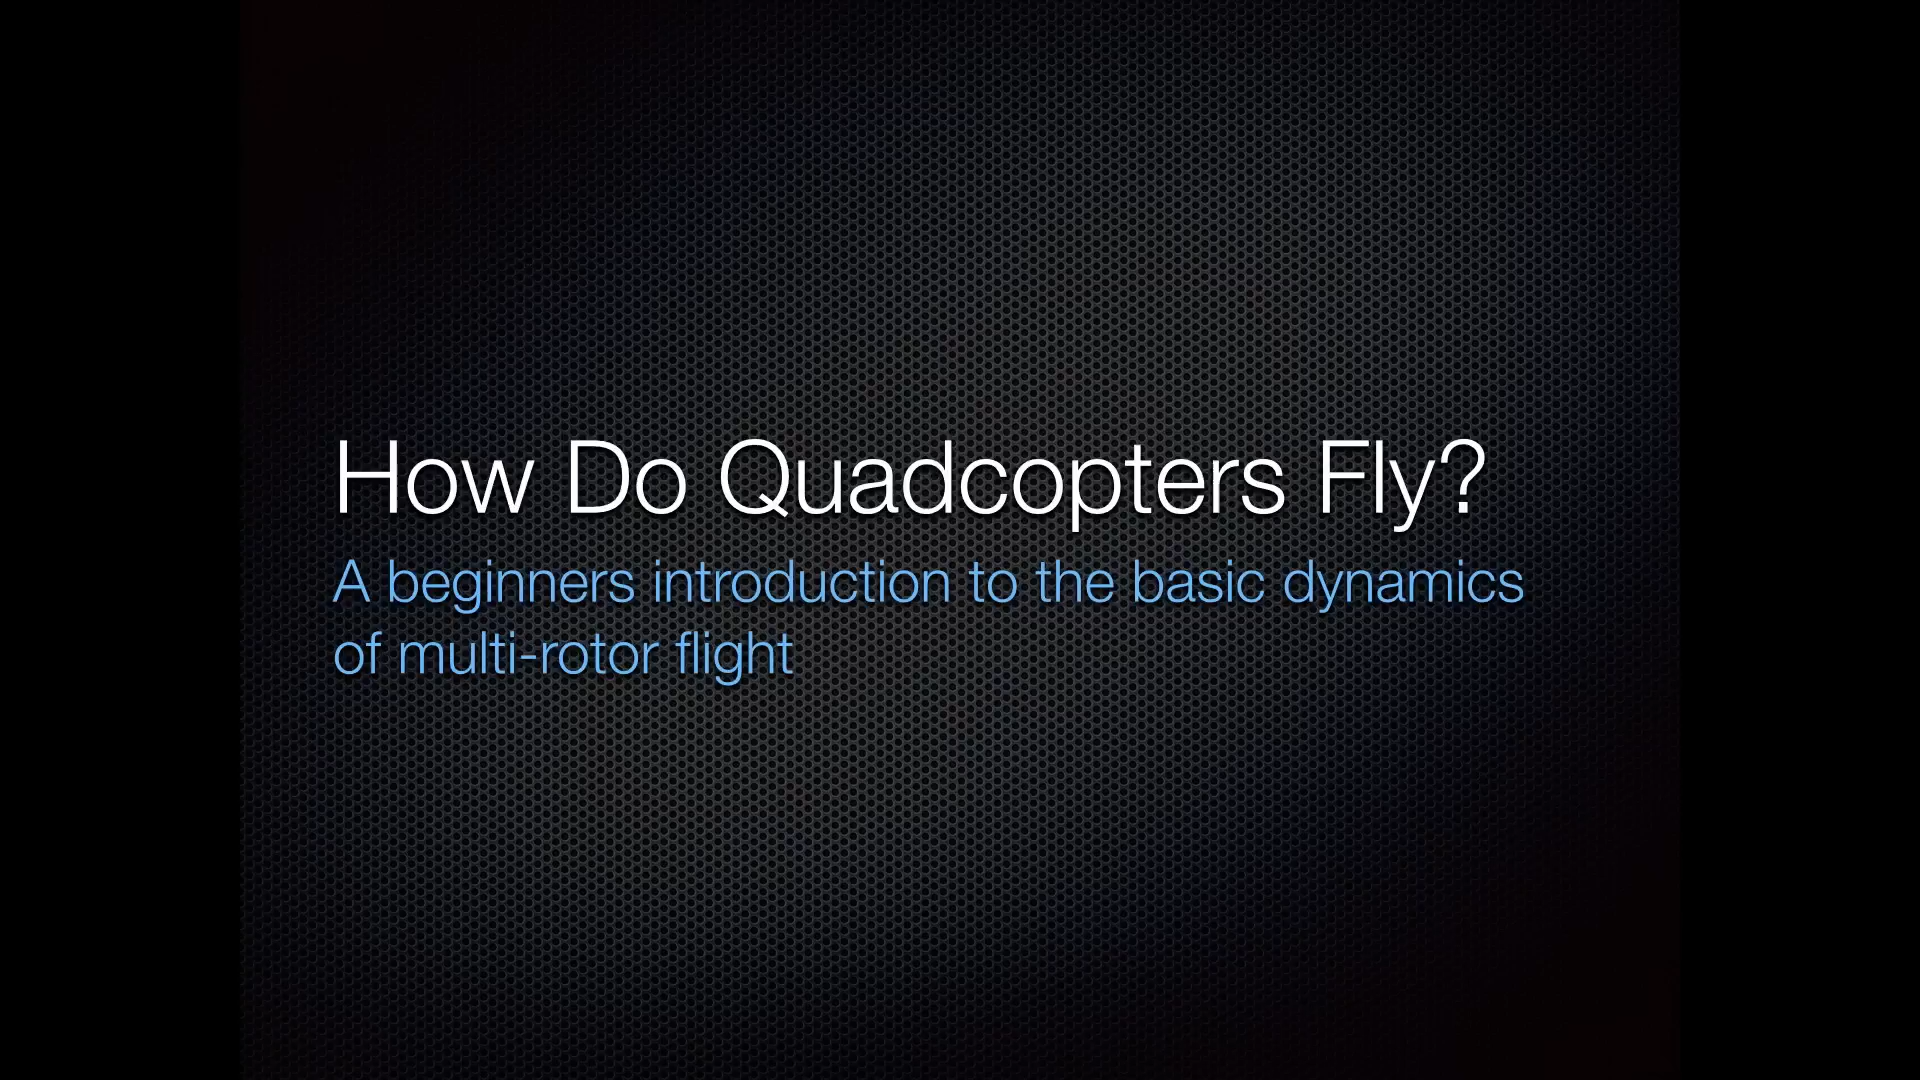 How Do Quadcopters Fly?
A beginners introduction to the basic dynamics
of multi-rotor flight